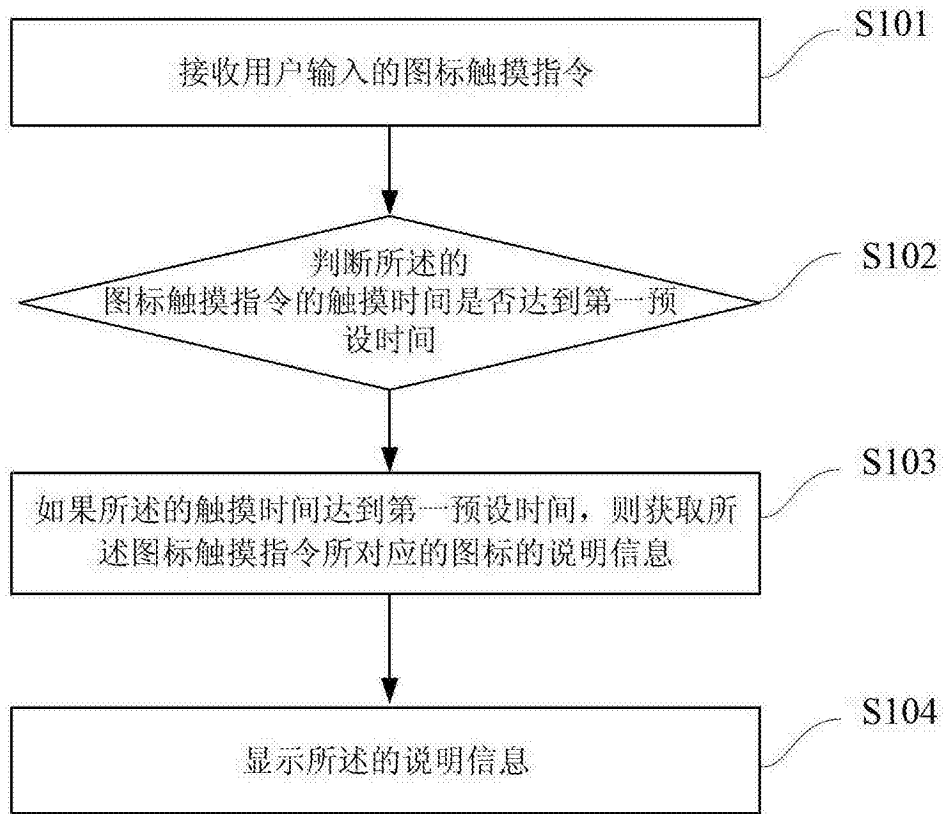 S101
接收用户输入的图标触摸指令
S102
判断所述的
图标触摸指令的触摸时间是否达到第一预
设时间
S103
如果所述的触摸时间达到第一预设时间，则获取所
述图标触摸指令所对应的图标的说明信息
S104
显示所述的说明信息